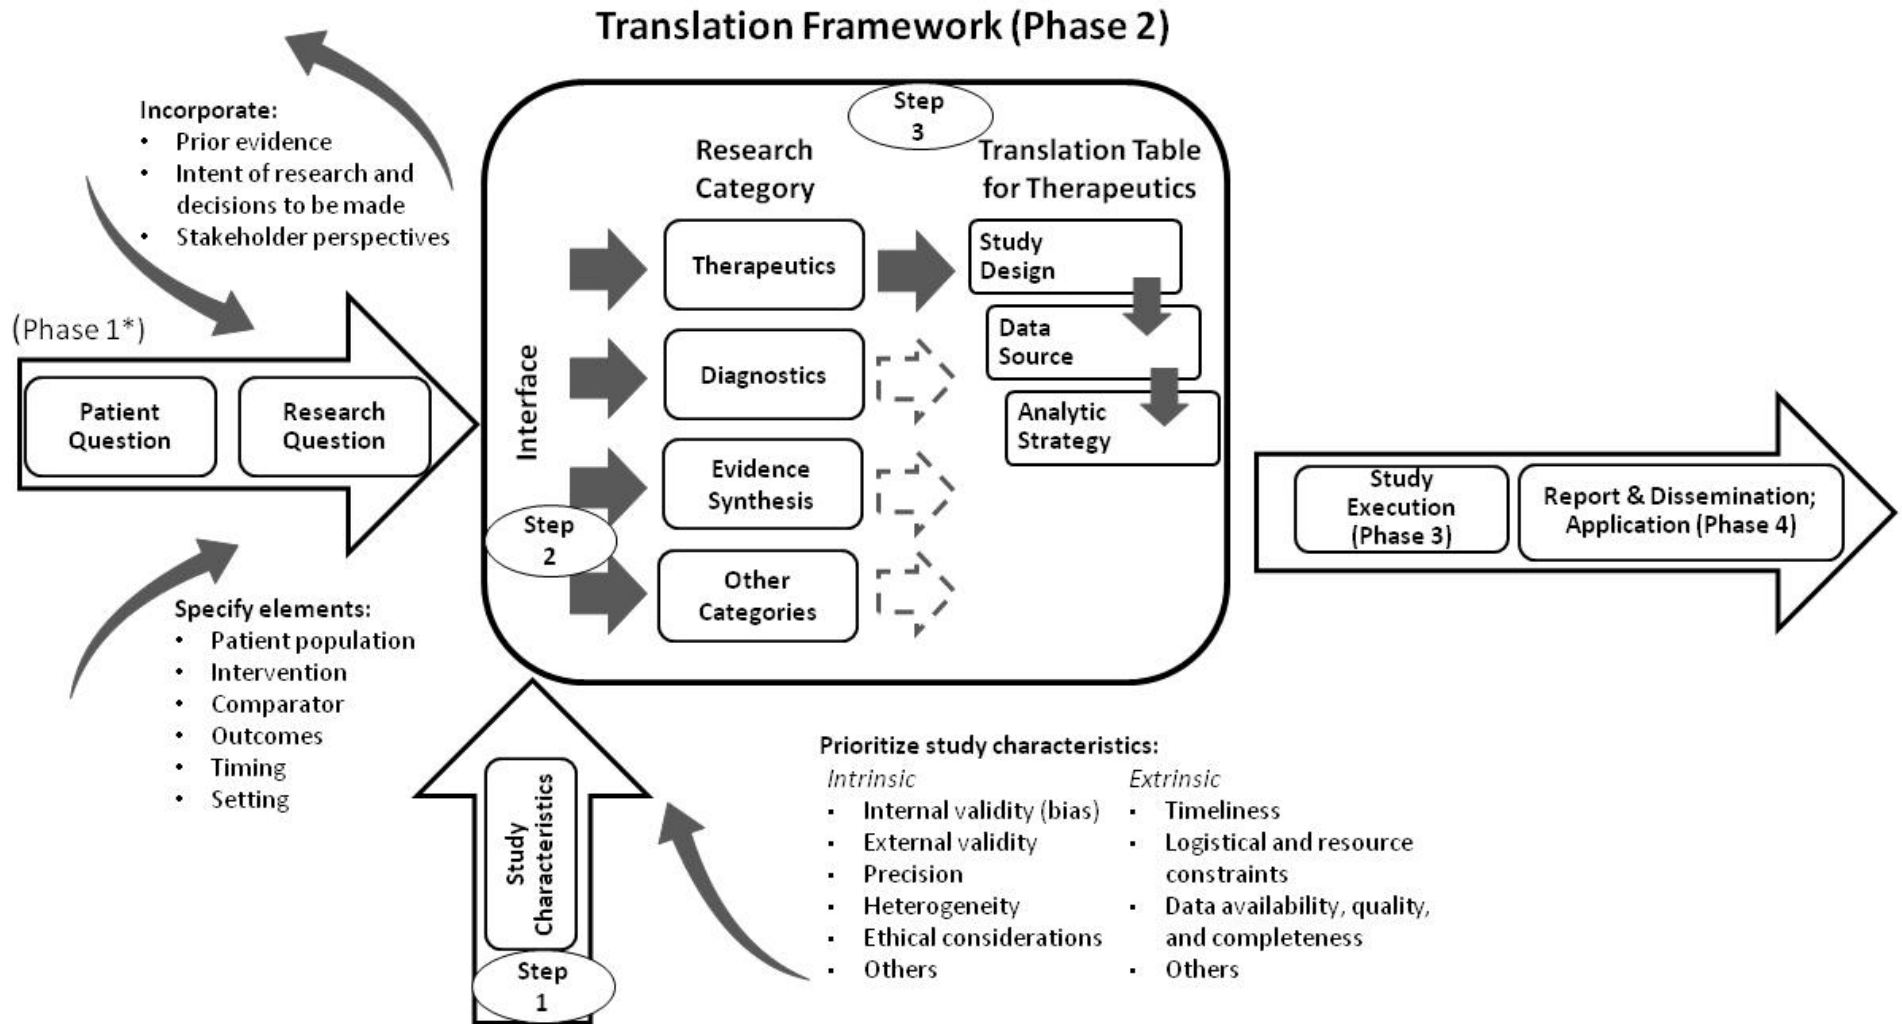 Translation Framework (Phase 2)
Incorporate:
• Prior evidence
• Intent of research and
decisions to be made
• Stakeholder perspectives
(Phase 1*)
Patient
Question
Research
Question
Specify elements:
• Patient population
• Intervention
• Comparator
• Outcomes
• Timing
• Setting
Interface
Step
2
Research
Category
Therapeutics
Diagnostics
Evidence
Synthesis
Other
Categories
Step
3
Translation Table
for Therapeutics
Study
Design
Data
Source
Analytic
Strategy
Study
Execution
(Phase 3)
Report & Dissemination;
Application (Phase 4)
Study
Characteristics
Step
1
Prioritize study characteristics:
Intrinsic
▪ Internal validity (bias)
▪ External validity
▪ Precision
▪ Heterogeneity
▪ Ethical considerations
▪ Others
Extrinsic
▪ Timeliness
▪ Logistical and resource
constraints
▪ Data availability, quality,
and completeness
▪ Others